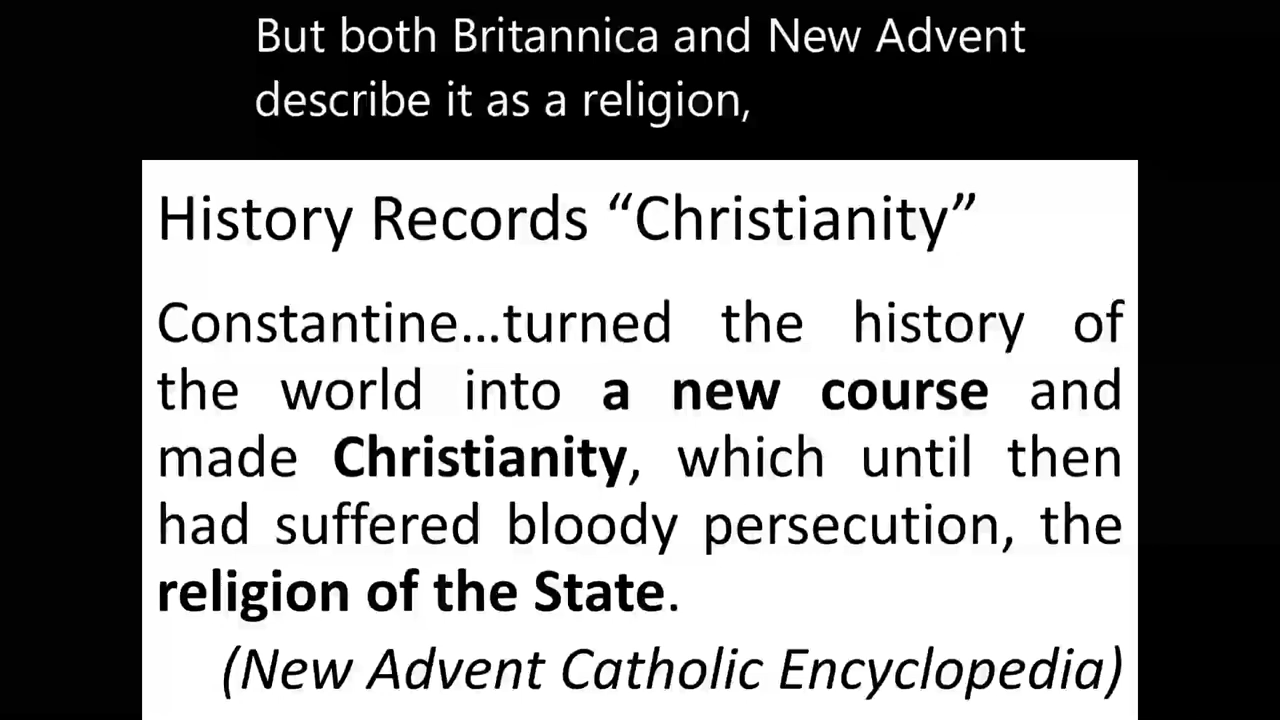 But both Britannica and New Advent
describe it as a religion,
History Records “Christianity”
Constantine...turned the history of
the world into a new course and
made Christianity, which until then
had suffered bloody persecution, the
religion of the State.
(New Advent Catholic Encyclopedia)